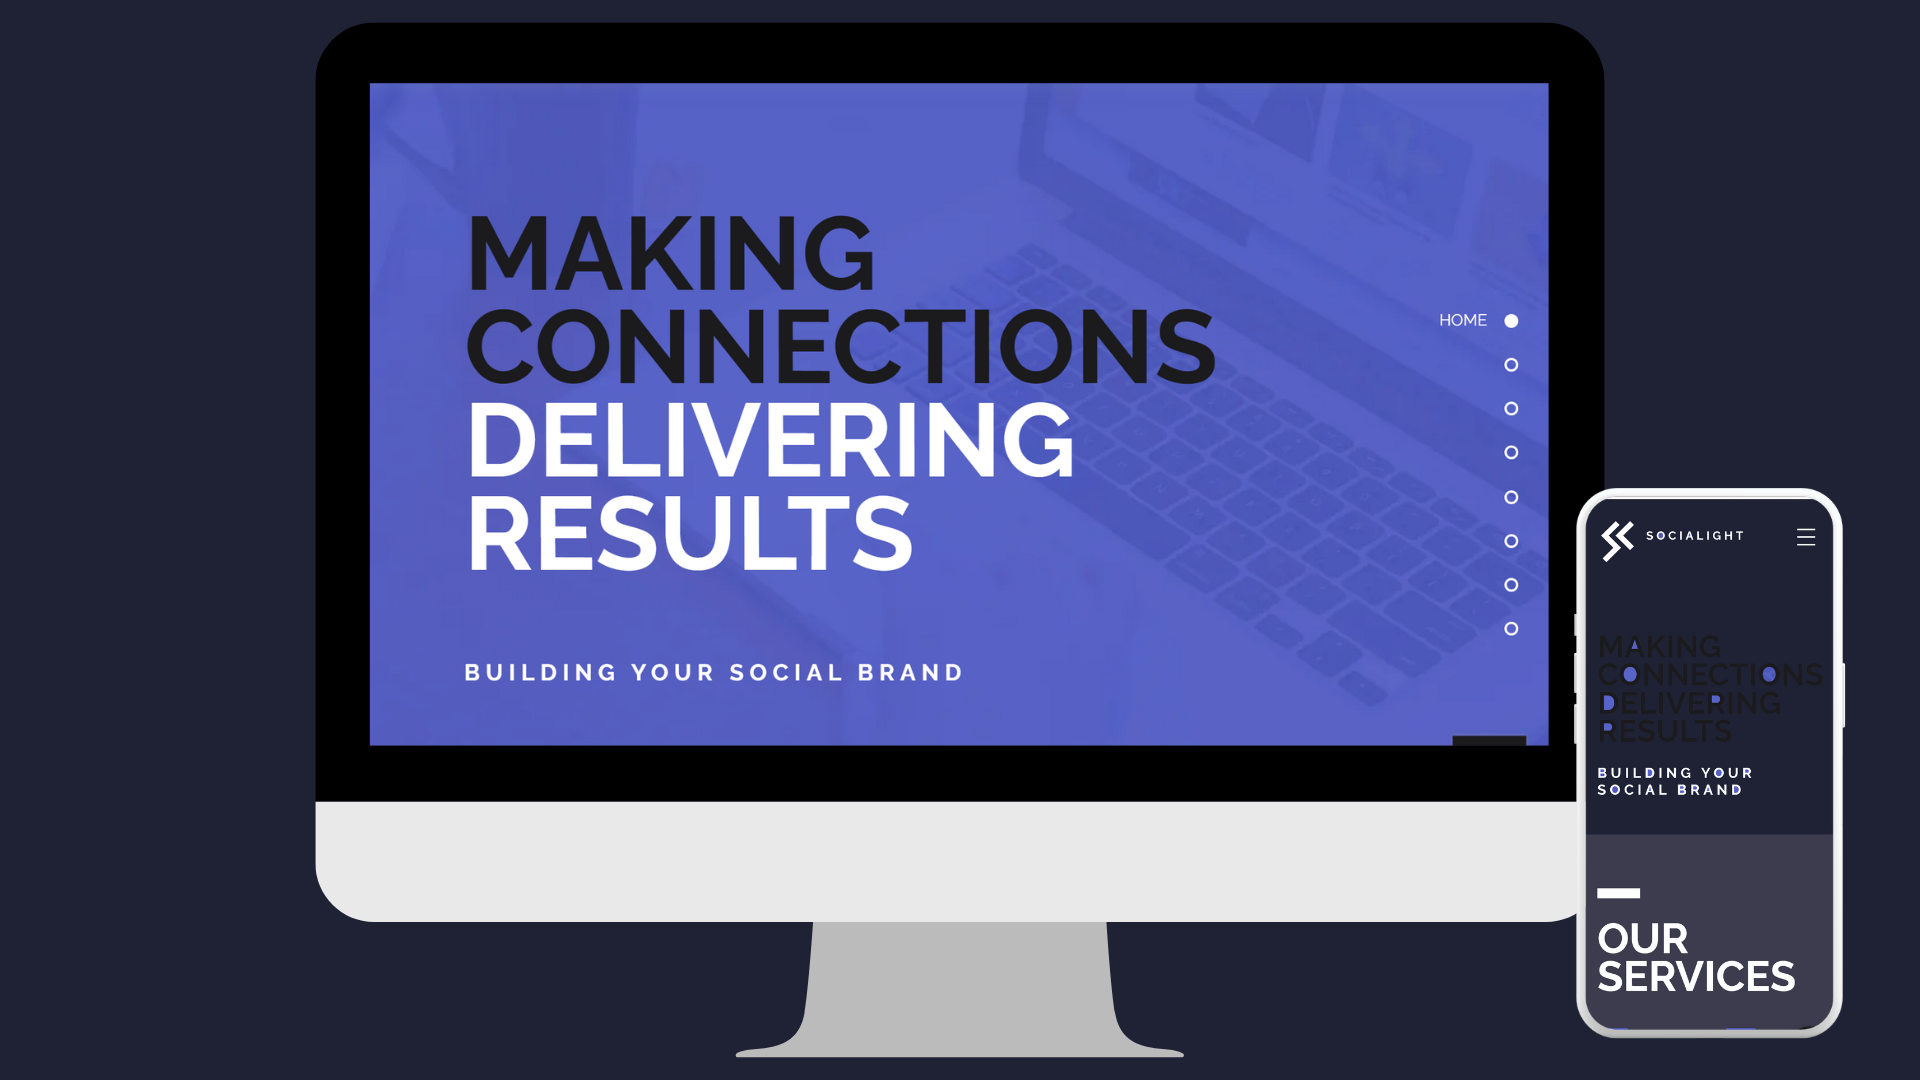 MAKING
CONNECTIONS
DELIVERING
RESULTS
BUILDING YOUR SOCIAL BRAND
HOME
SOCIALIGHT
MAKING
CONNECTIONS
DELIVERING
RESULTS
BUILDING YOUR
SOCIAL BRAND
OUR
SERVICES